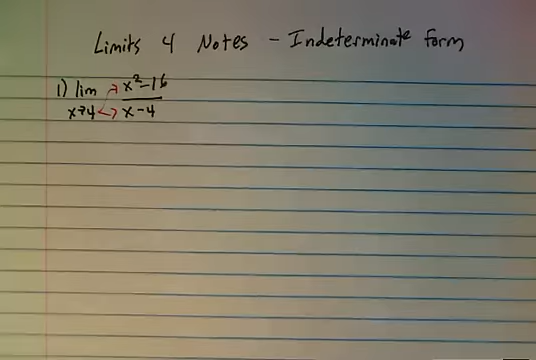 Limits 4 Notes - Indeterminate form
1) lim x²-16
x→4 x-4